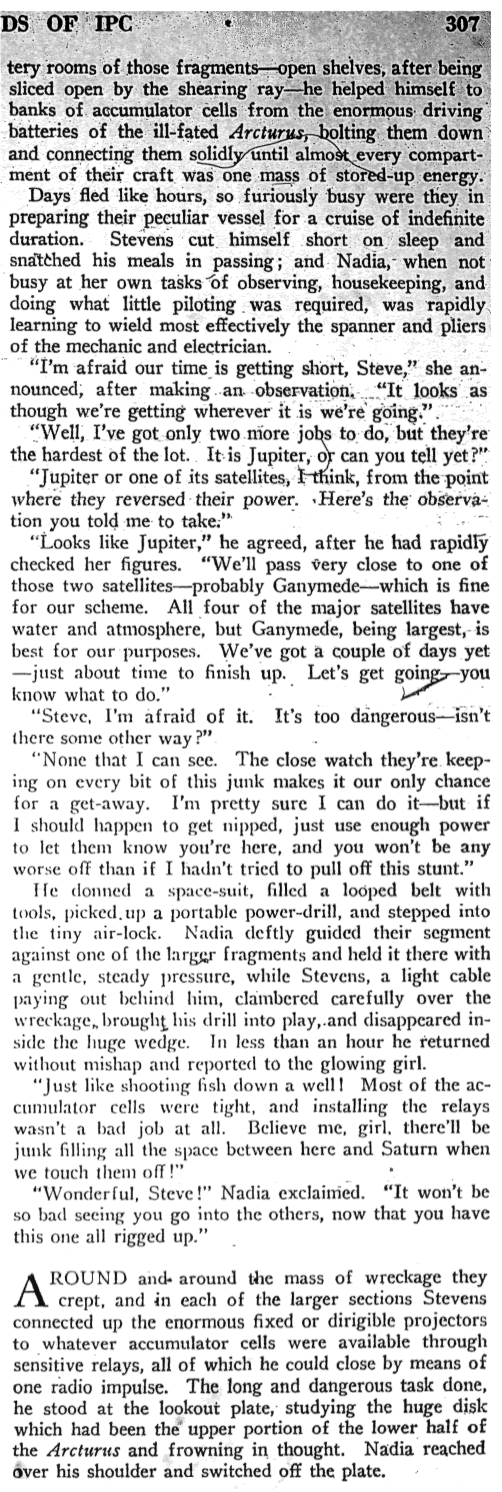 DS OF IPC 307
tery rooms of those fragments—open shelves, after being
sliced open by the shearing ray—he helped himself to
banks of accumulator cells from the enormous driving
batteries of the ill-fated Arcturus, bolting them down
and connecting them solidly until almost every compart-
ment of their craft was one mass of stored-up energy.
Days fled like hours, so furiously busy were they in
preparing their peculiar vessel for a cruise of indefinite
duration. Stevens cut himself short on sleep and
snatched his meals in passing; and Nadia, when not
busy at her own tasks of observing, housekeeping, and
doing what little piloting was required, was rapidly
learning to wield most effectively the spanner and pliers
of the mechanic and electrician.
"I'm afraid our time is getting short, Steve," she an-
nounced, after making an observation. "It looks as
though we're getting wherever it is we're going."
"Well, I've got only two more jobs to do, but they're
the hardest of the lot. It is Jupiter, or can you tell yet?"
"Jupiter or one of its satellites, I think, from the point
where they reversed their power. Here's the observa-
tion you told me to take."
"Looks like Jupiter," he agreed, after he had rapidly
checked her figures. "We'll pass very close to one of
those two satellites—probably Ganymede—which is fine
for our scheme. All four of the major satellites have
water and atmosphere, but Ganymede, being largest, is
best for our purposes. We've got a couple of days yet
—just about time to finish up. Let's get going—you
know what to do."
"Steve, I'm afraid of it. It's too dangerous—isn't
there some other way?"
"None that I can see. The close watch they're keep-
ing on every bit of this junk makes it our only chance
for a get-away. I'm pretty sure I can do it—but if
I should happen to get nipped, just use enough power
to let them know you're here, and you won't be any
worse off than if I hadn't tried to pull off this stunt."
He donned a space-suit, filled a looped belt with
tools, picked up a portable power-drill, and stepped into
the tiny air-lock. Nadia deftly guided their segment
against one of the larger fragments and held it there with
a gentle, steady pressure, while Stevens, a light cable
paying out behind him, clambered carefully over the
wreckage, brought his drill into play, and disappeared in-
side the huge wedge. In less than an hour he returned
without mishap and reported to the glowing girl.
"Just like shooting fish down a well! Most of the ac-
cumulator cells were tight, and installing the relays
wasn't a bad job at all. Believe me, girl, there'll be
junk filling all the space between here and Saturn when
we touch them off!"
"Wonderful, Steve!" Nadia exclaimed. "It won't be
so bad seeing you go into the others, now that you have
this one all rigged up."
AROUND and around the mass of wreckage they
crept, and in each of the larger sections Stevens
connected up the enormous fixed or dirigible projectors
to whatever accumulator cells were available through
sensitive relays, all of which he could close by means of
one radio impulse. The long and dangerous task done,
he stood at the lookout plate, studying the huge disk
which had been the upper portion of the lower half of
the Arcturus and frowning in thought. Nadia reached
over his shoulder and switched off the plate.